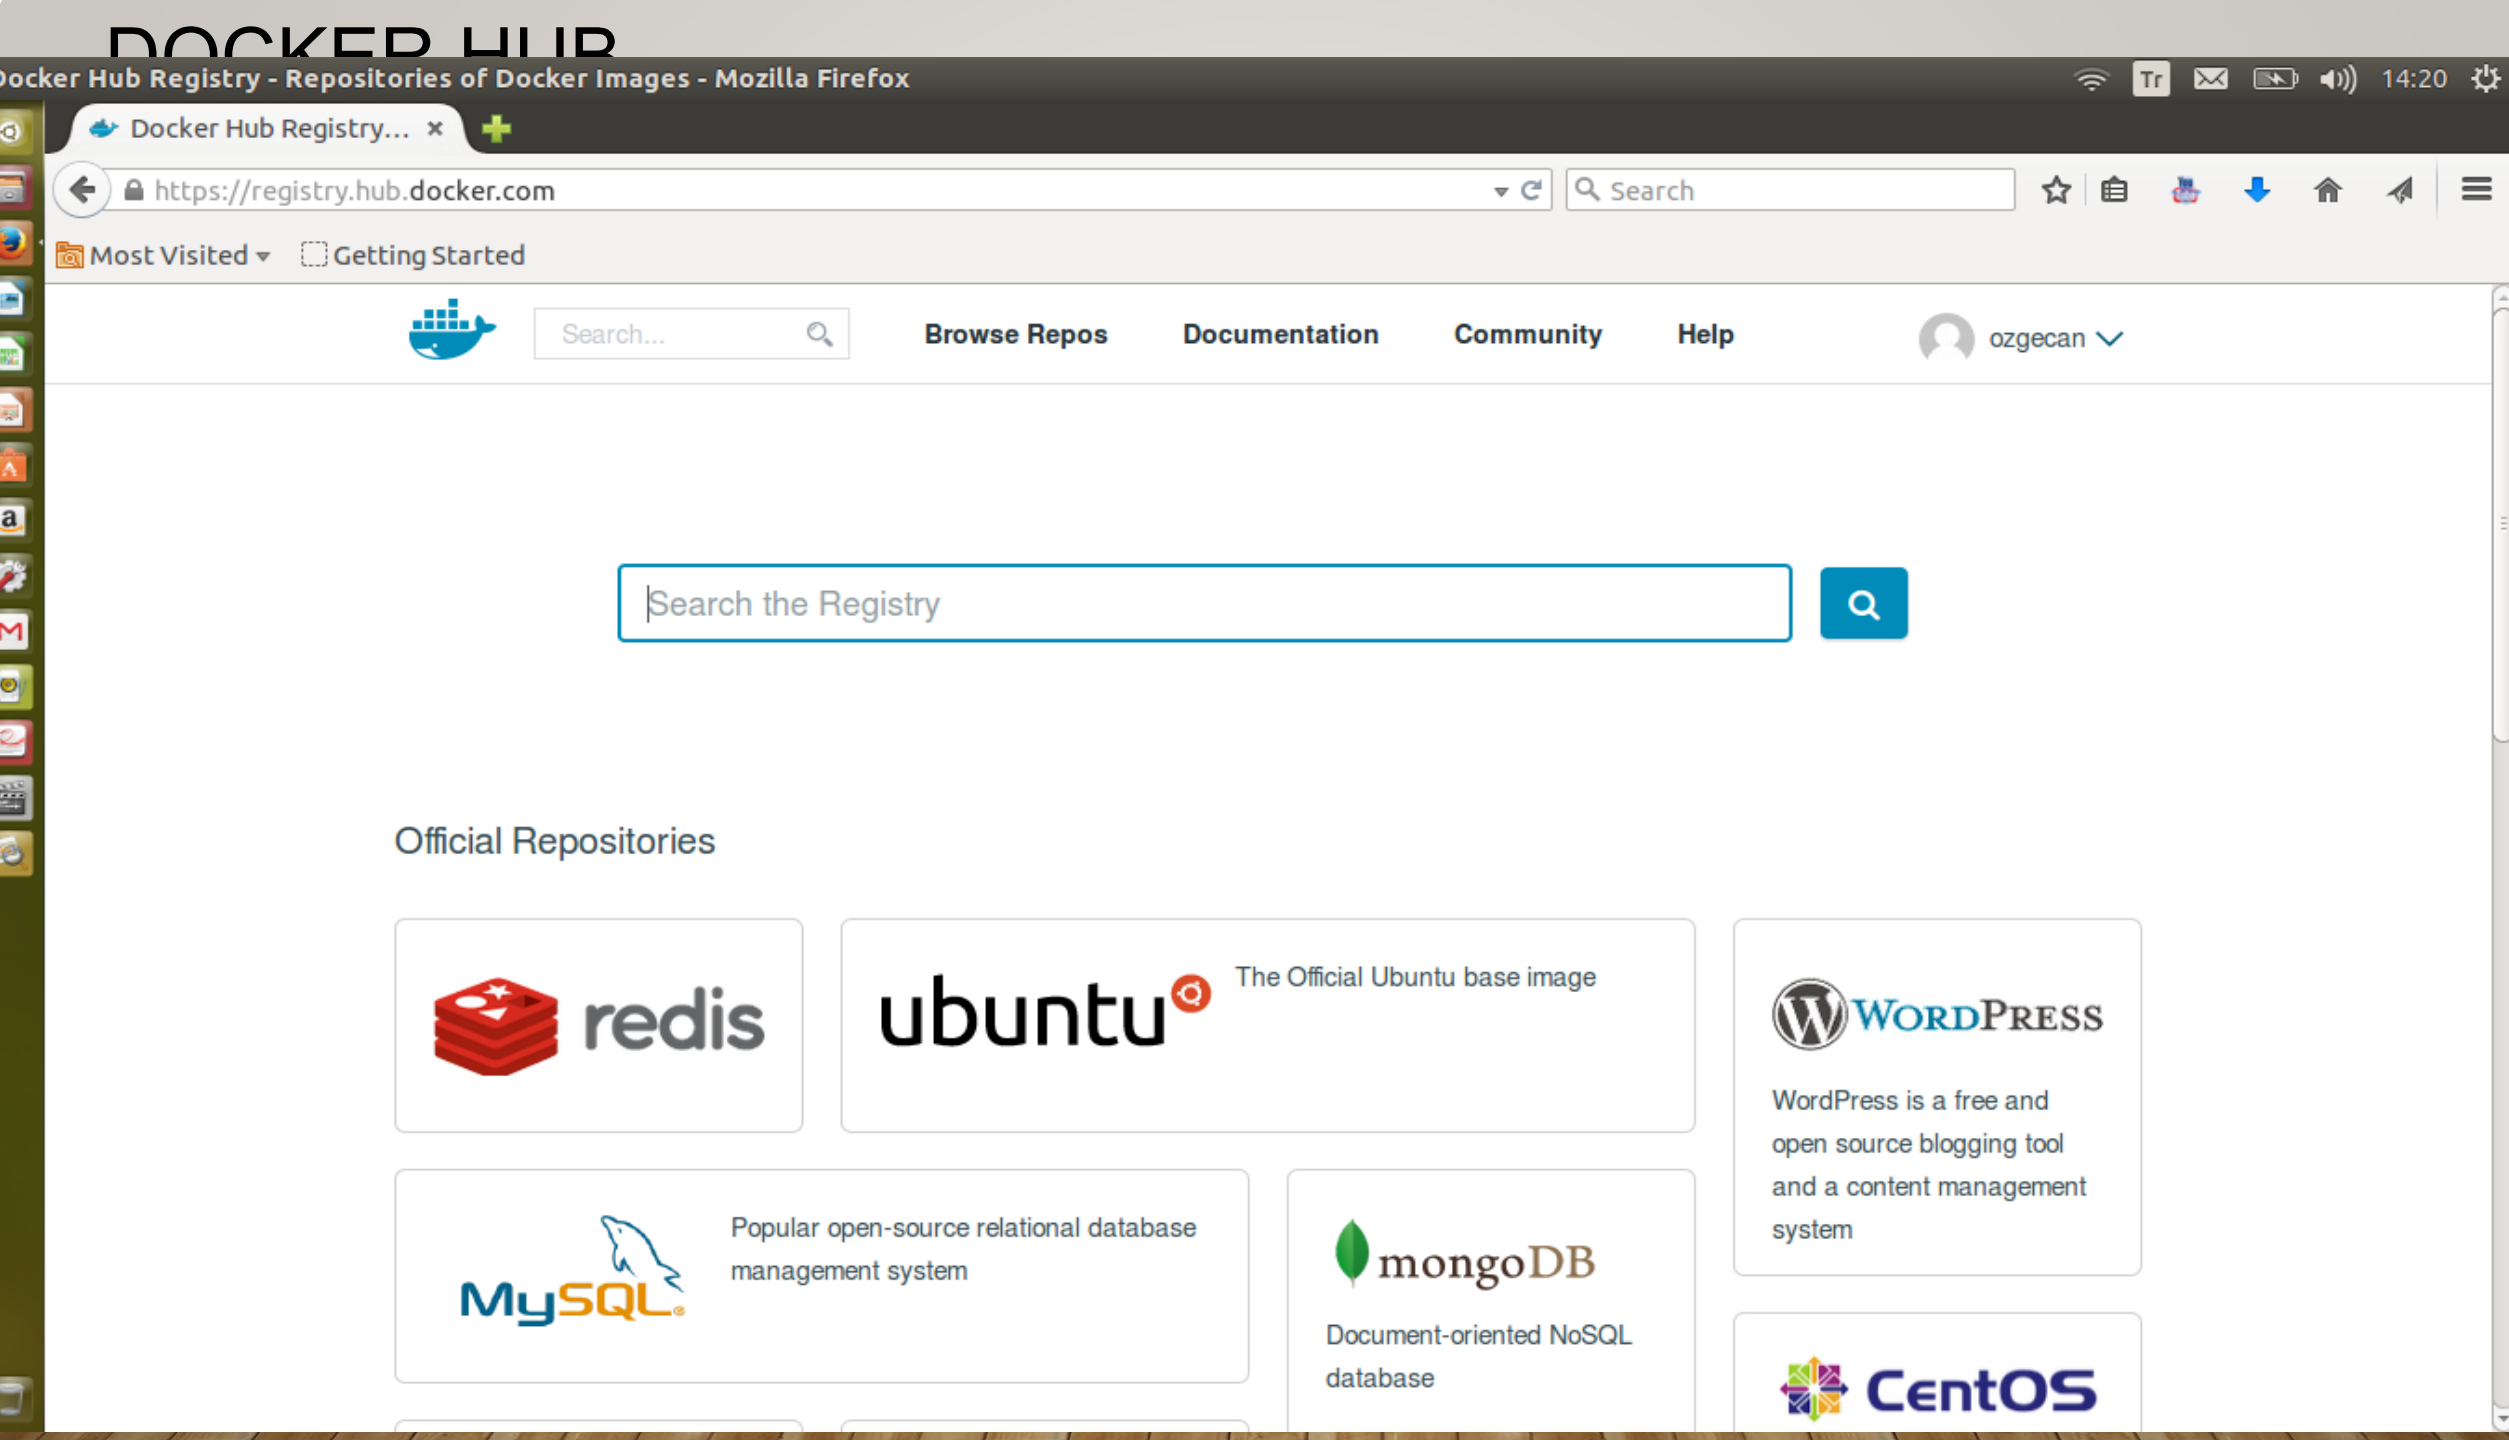 DOCKER HUB
Docker Hub Registry - Repositories of Docker Images - Mozilla Firefox
Tr
14:20
Docker Hub Registry...
https://registry.hub.docker.com
Search
Most Visited
Getting Started
Search...
Browse Repos
Documentation
Community
Help
ozgecan
Search the Registry
Official Repositories
redis
ubuntu
The Official Ubuntu base image
WORDPRESS
WordPress is a free and
open source blogging tool
and a content management
system
MySQL
Popular open-source relational database
management system
mongoDB
Document-oriented NoSQL
database
CentOS